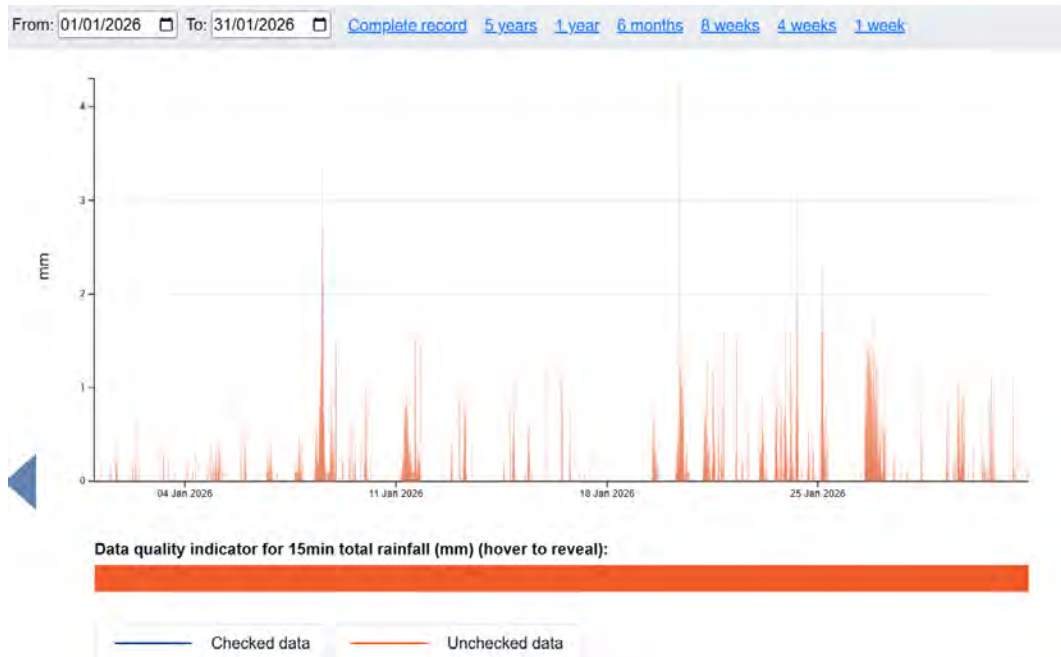 From: 01/01/2026 To: 31/01/2026 Complete record 5 years 1 year 6 months 8 weeks 4 weeks 1 week
4
3
mm
2
1
0
04 Jan 2026 11 Jan 2026 18 Jan 2026 25 Jan 2026
Data quality indicator for 15min total rainfall (mm) (hover to reveal):
Checked data Unchecked data